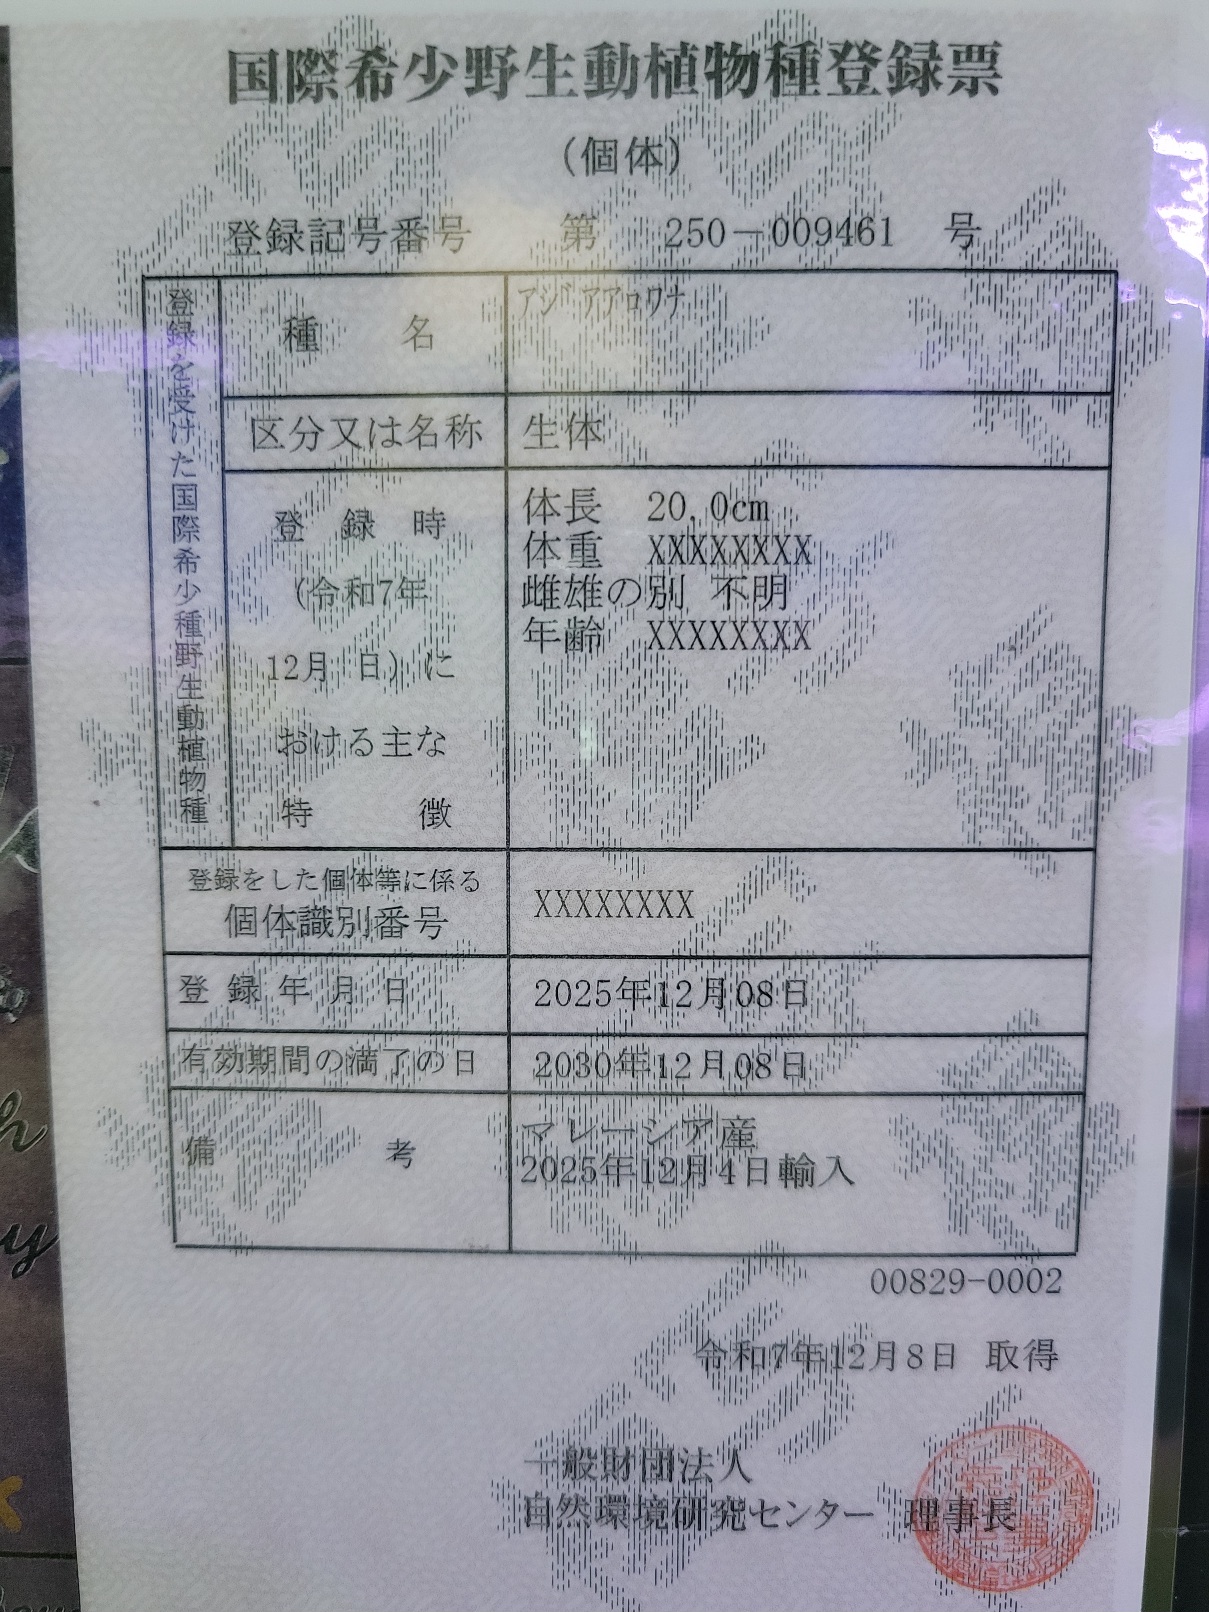 国際希少野生動植物種登録票
(個体)
登録記号番号 第 250-009461 号
登録を受けた国際希少種野生動植物種
種 名
アジアアロワナ
区分又は名称
生体
登録時
(令和7年
12月 日)に
おける主な
特 徴
体長 20.0cm
体重 XXXXXXXX
雌雄の別 不明
年齢 XXXXXXXX
登録をした個体等に係る
個体識別番号
XXXXXXXX
登録年月日
2025年12月08日
有効期間の満了の日
2030年12月08日
備 考
マレーシア産
2025年12月4日輸入
00829-0002
令和7年12月8日 取得
一般財団法人
自然環境研究センター 理事長